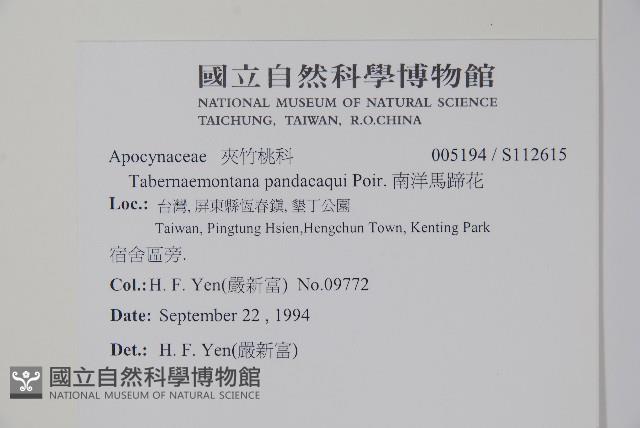 國立自然科學博物館
NATIONAL MUSEUM OF NATURAL SCIENCE
TAICHUNG, TAIWAN, R.O.CHINA
Apocynaceae 夾竹桃科 005194 / S112615
Tabernaemontana pandacaqui Poir. 南洋馬蹄花
Loc.: 台灣, 屏東縣恆春鎮, 墾丁公園
Taiwan, Pingtung Hsien,Hengchun Town, Kenting Park
宿舍區旁.
Col.: H. F. Yen(嚴新富) No.09772
Date: September 22 , 1994
Det.: H. F. Yen(嚴新富)
國立自然科學博物館
NATIONAL MUSEUM OF NATURAL SCIENCE